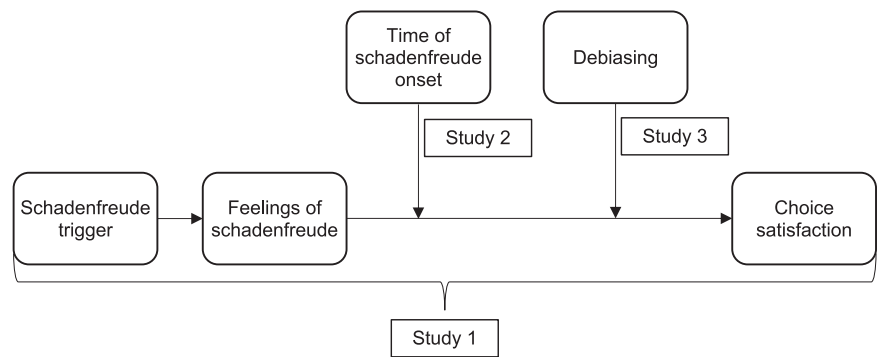 Time of
schadenfreude
onset
Debiasing
Study 2
Study 3
Schadenfreude
trigger
Feelings of
schadenfreude
Choice
satisfaction
Study 1